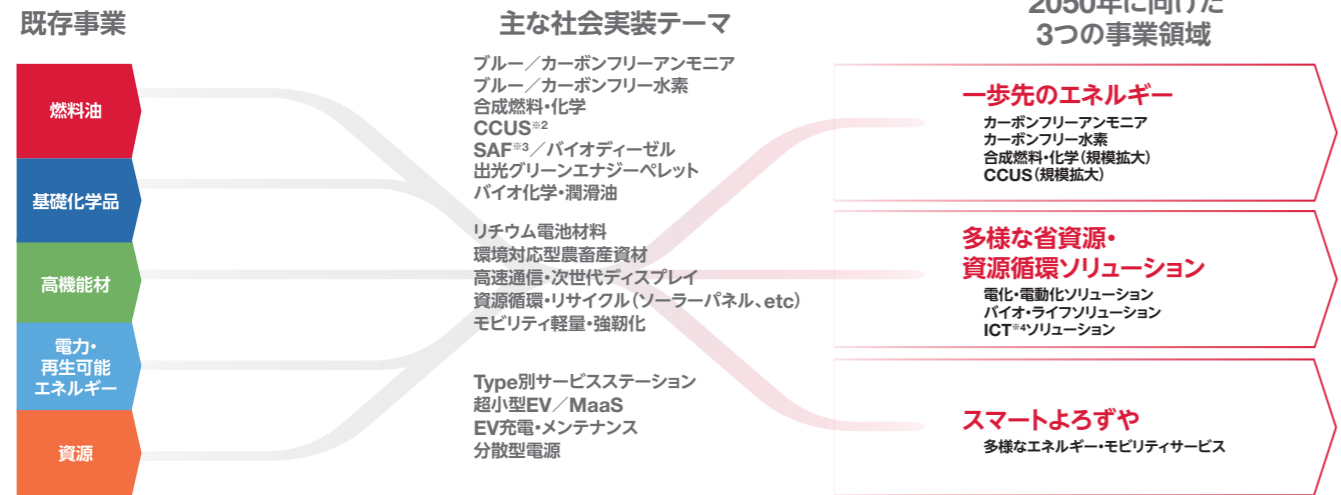 既存事業
燃料油
基礎化学品
高機能材
電力・
再生可能
エネルギー
資源
主な社会実装テーマ
ブルー／カーボンフリーアンモニア
ブルー／カーボンフリー水素
合成燃料・化学
CCUS※2
SAF※3／バイオディーゼル
出光グリーンエナジーペレット
バイオ化学・潤滑油
リチウム電池材料
環境対応型農畜産資材
高速通信・次世代ディスプレイ
資源循環・リサイクル（ソーラーパネル、etc）
モビリティ軽量・強靭化
Type別サービスステーション
超小型EV／MaaS
EV充電・メンテナンス
分散型電源
2050年に向けた
3つの事業領域
一歩先のエネルギー
カーボンフリーアンモニア
カーボンフリー水素
合成燃料・化学（規模拡大）
CCUS（規模拡大）
多様な省資源・
資源循環ソリューション
電化・電動化ソリューション
バイオ・ライフソリューション
ICT※4ソリューション
スマートよろずや
多様なエネルギー・モビリティサービス